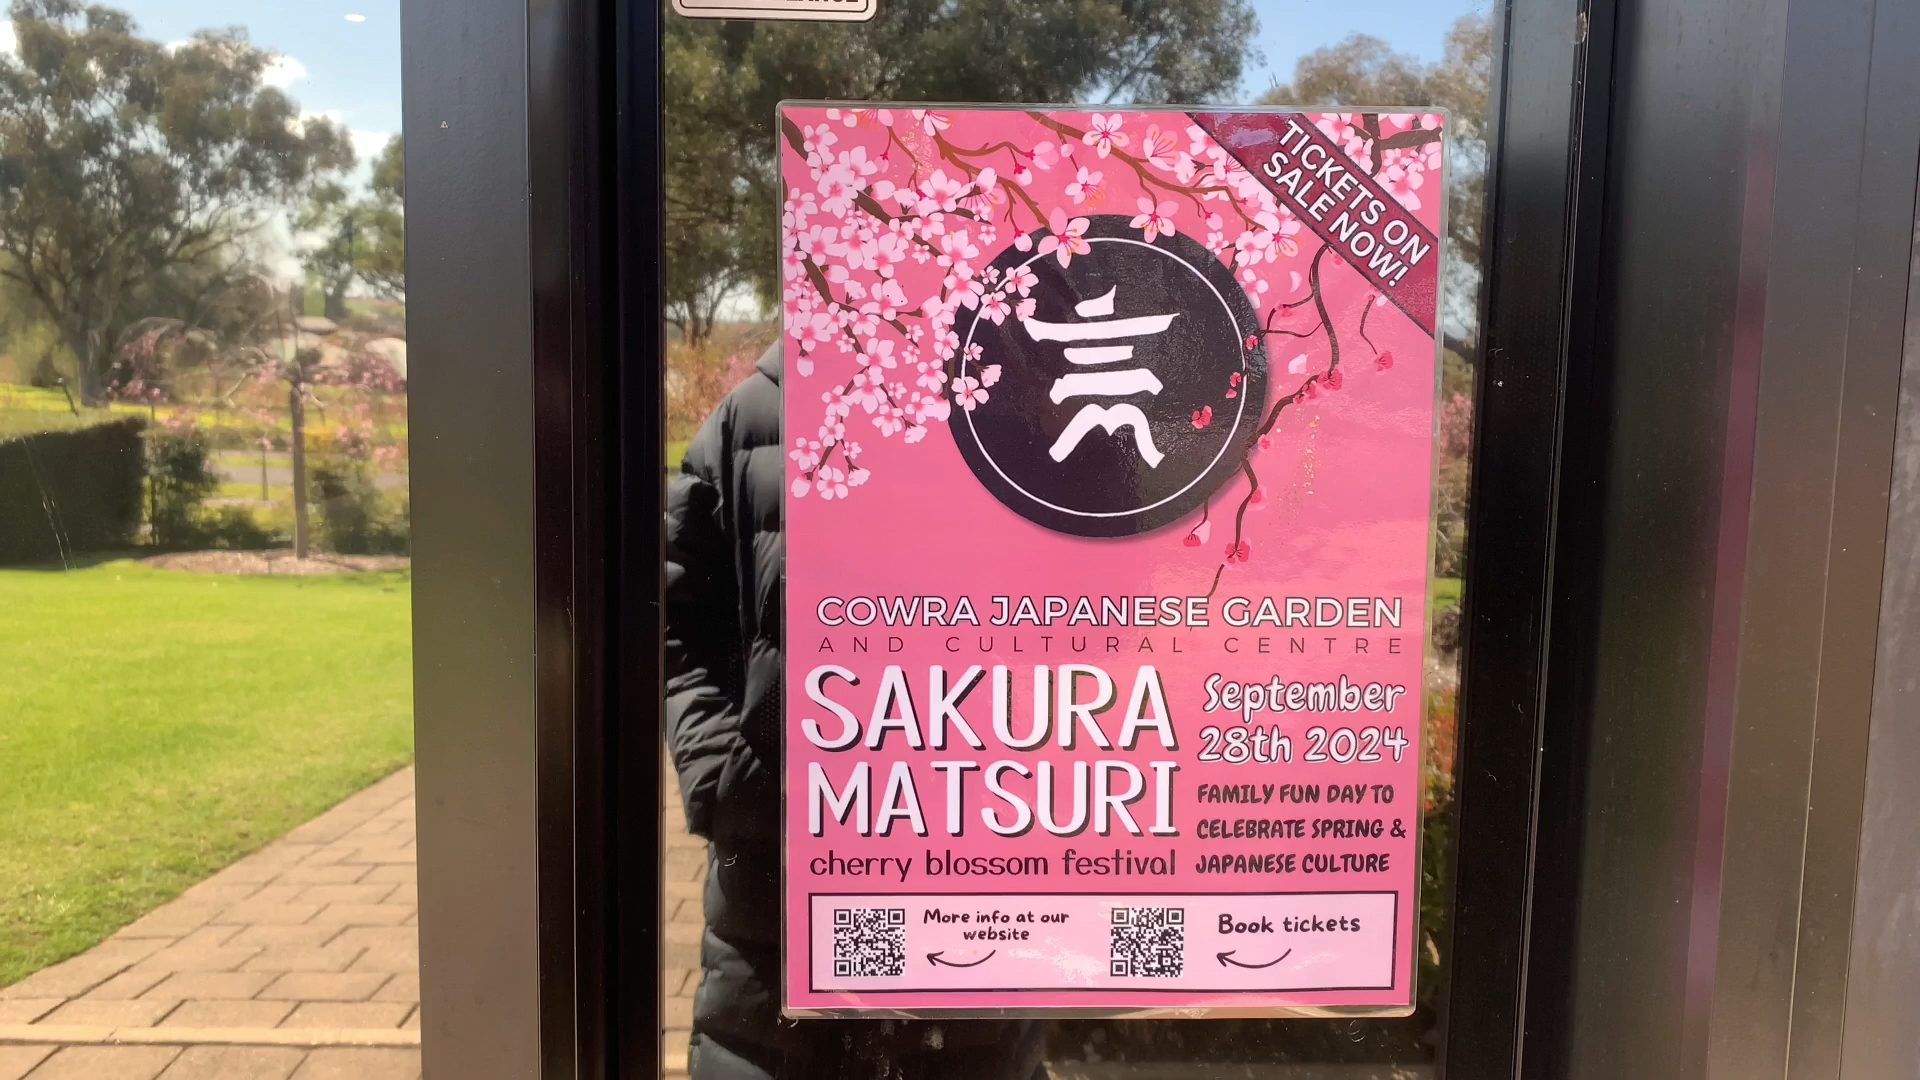 TICKETS ON
SALE NOW!
COWRA JAPANESE GARDEN
AND CULTURAL CENTRE
SAKURA
MATSURI
cherry blossom festival
September
28th 2024
FAMILY FUN DAY TO
CELEBRATE SPRING &
JAPANESE CULTURE
More info at our
website
Book tickets